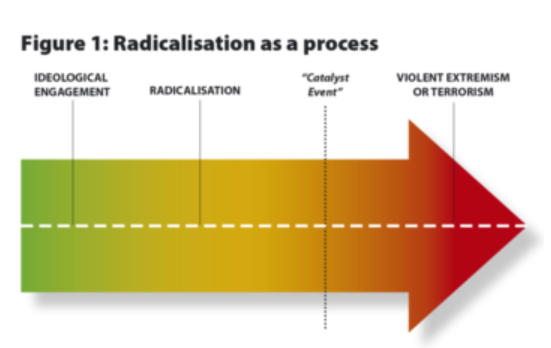 Figure 1: Radicalisation as a process
IDEOLOGICAL
ENGAGEMENT
RADICALISATION
“Catalyst
Event”
VIOLENT EXTREMISM
OR TERRORISM